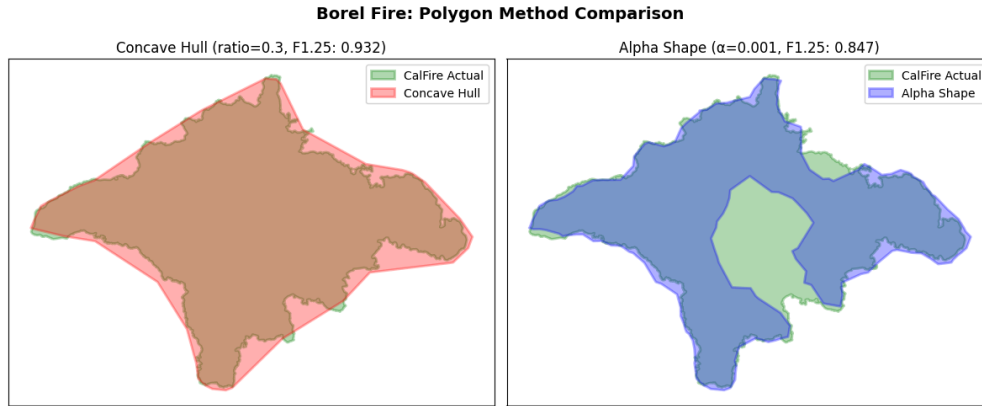 Borel Fire: Polygon Method Comparison
Concave Hull (ratio=0.3, F1.25: 0.932)
CalFire Actual
Concave Hull
Alpha Shape (α=0.001, F1.25: 0.847)
CalFire Actual
Alpha Shape